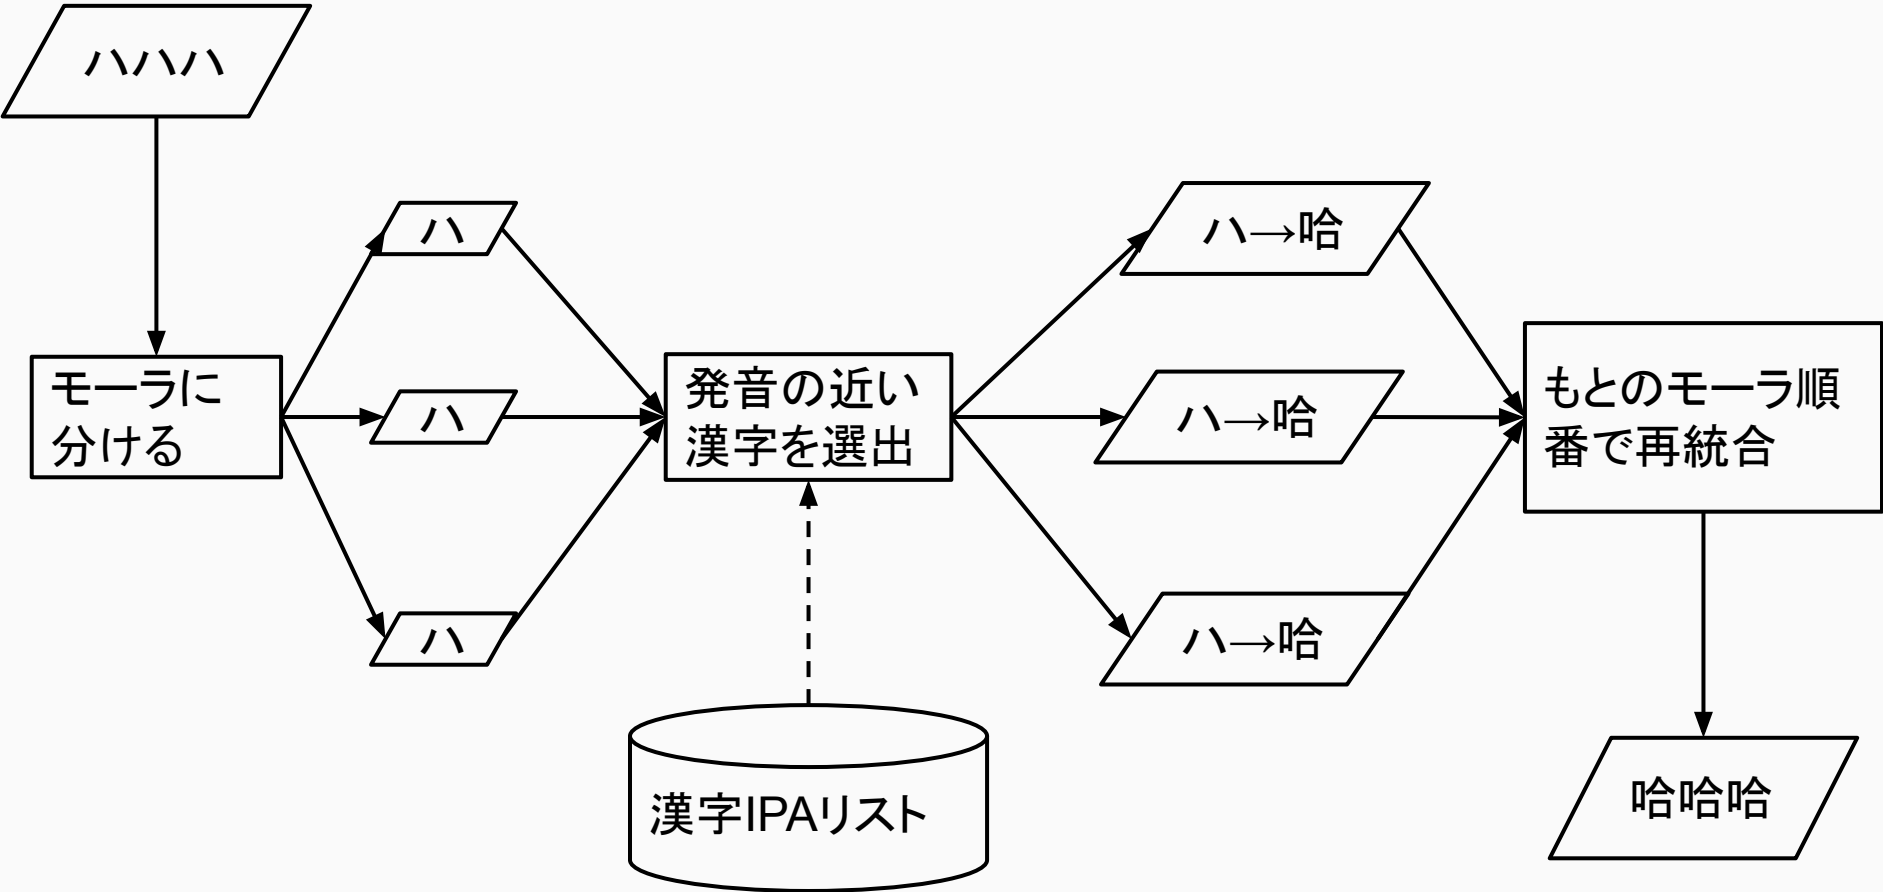 ハハハ
モーラに
分ける
ハ
ハ
ハ
発音の近い
漢字を選出
漢字IPAリスト
ハ→哈
ハ→哈
ハ→哈
もとのモーラ順
番で再統合
哈哈哈